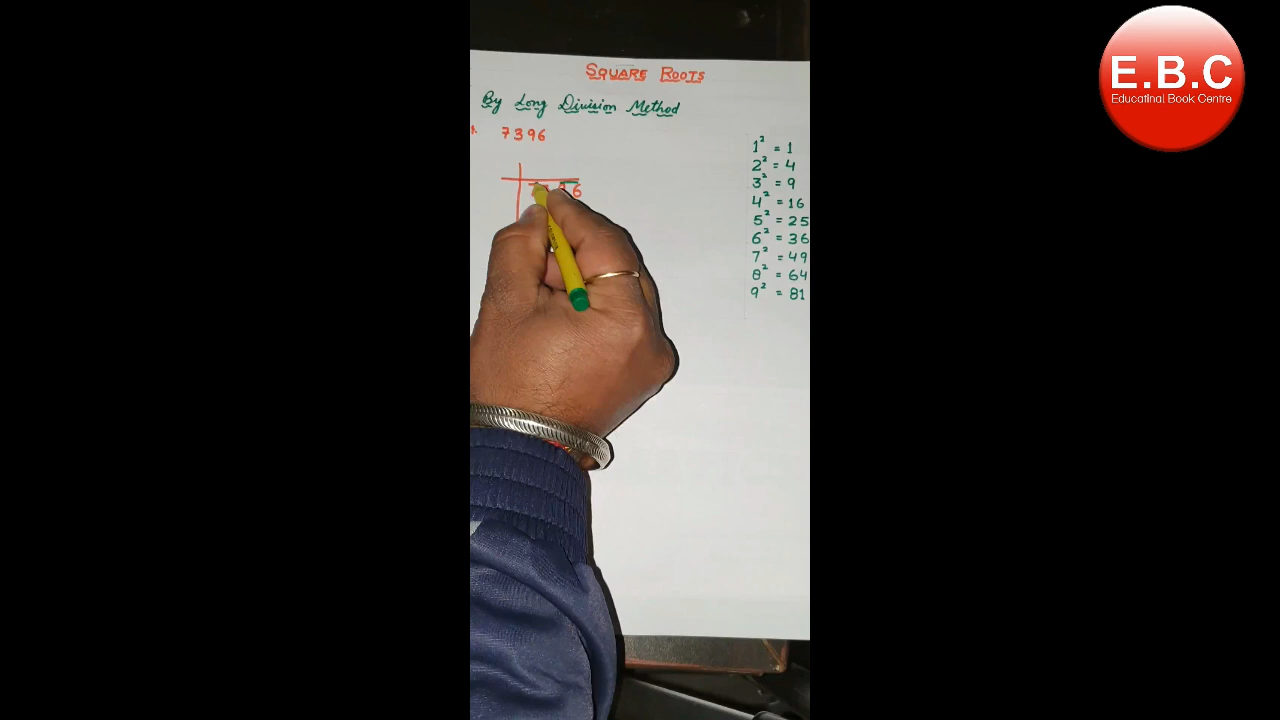 SQUARE ROOTS
By Long Division Method
7396
6
1² = 1
2² = 4
3² = 9
4² = 16
5² = 25
6² = 36
7² = 49
8² = 64
9² = 81
E.B.C
Educatinal Book Centre